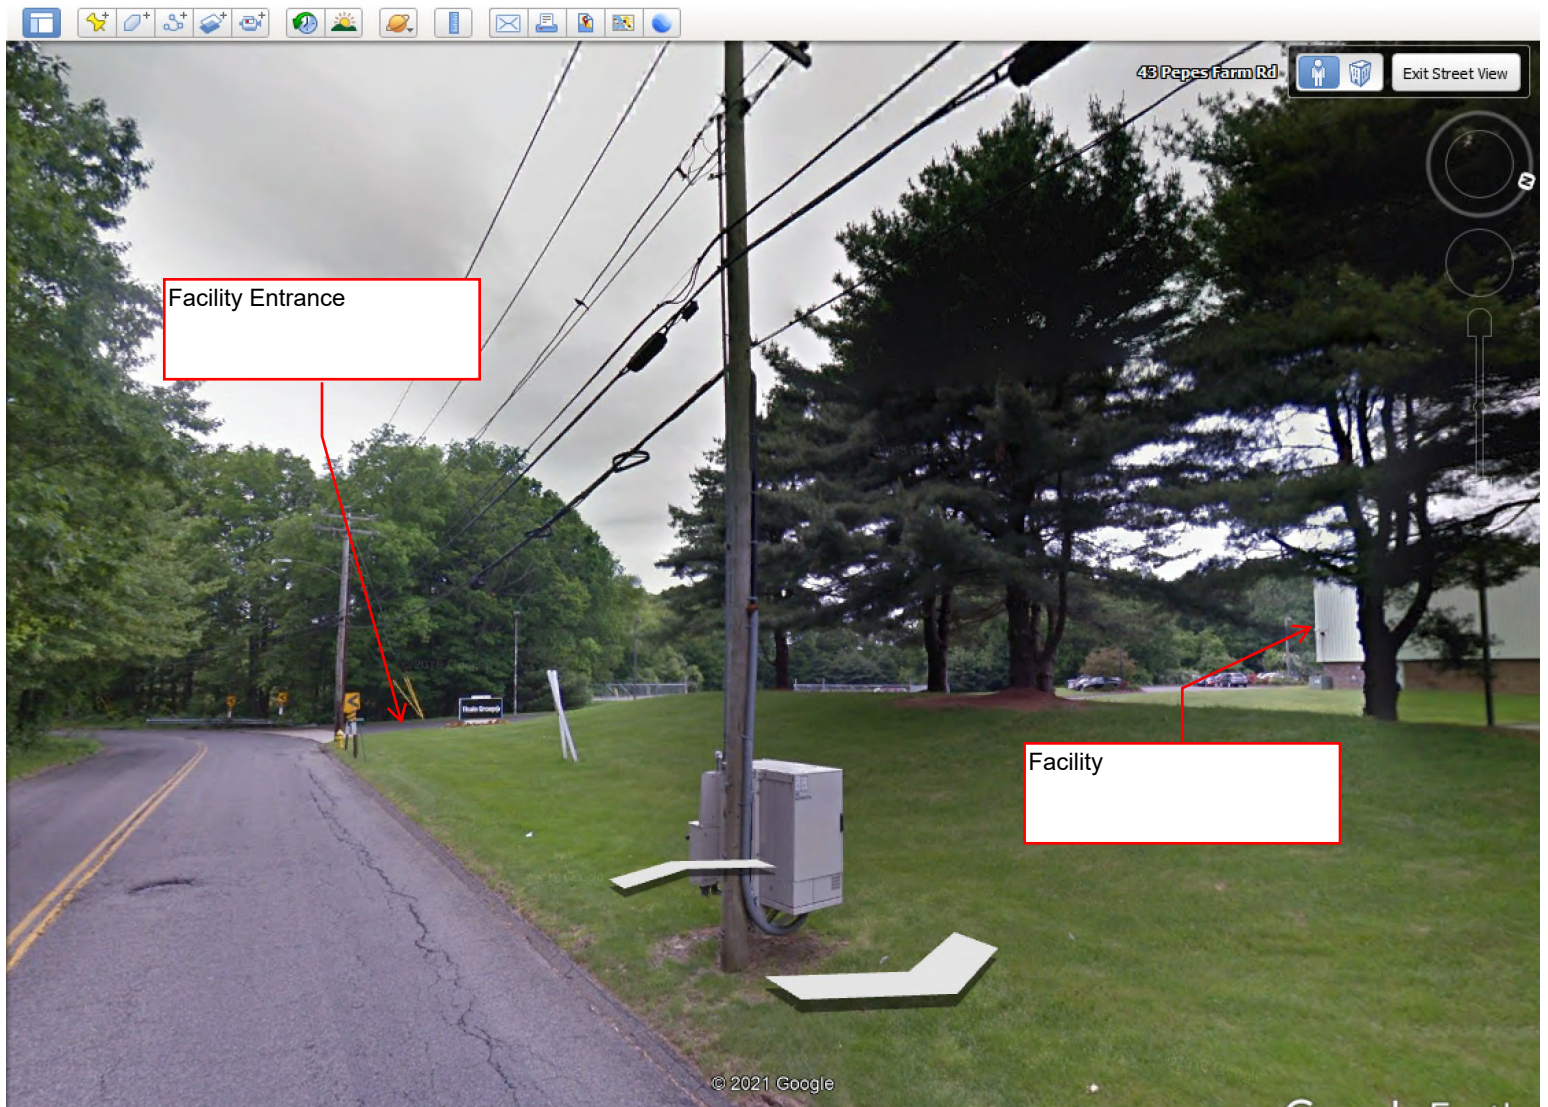 43 Pepes Farm Rd
Exit Street View
N
Facility Entrance
Facility
© 2021 Google